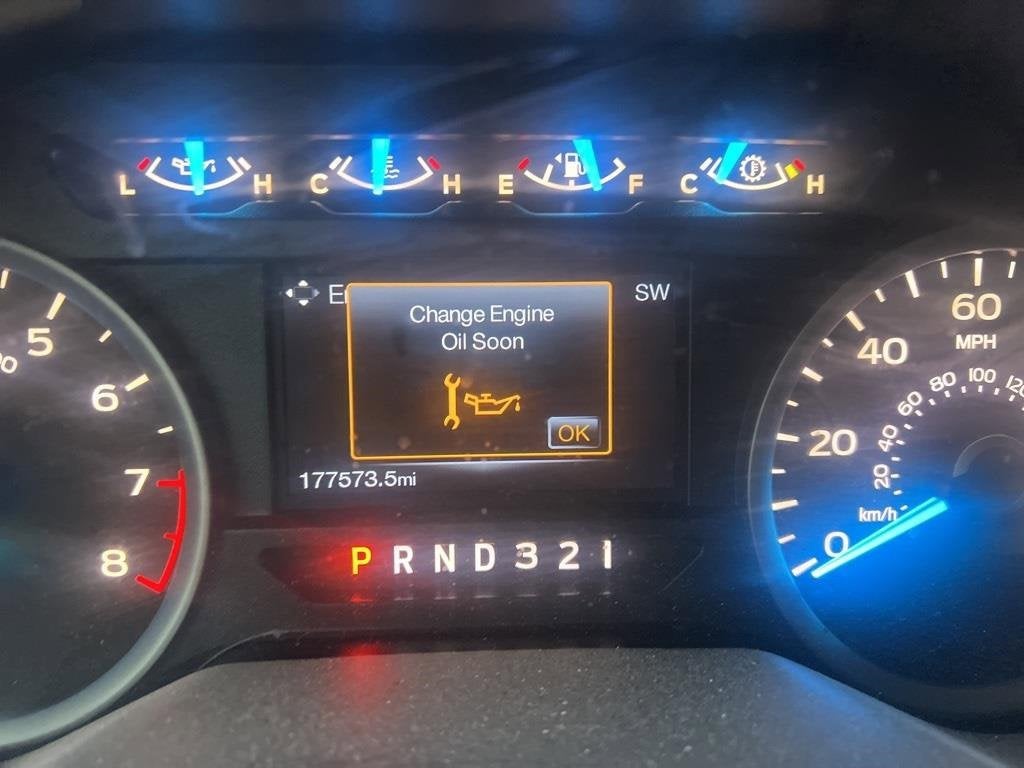 L H C H E F C H
E
SW
Change Engine
Oil Soon
OK
177573.5mi
P R N D 3 2 1
5
6
7
8
0
20
40
60
MPH
20
40
60
80
100
km/h